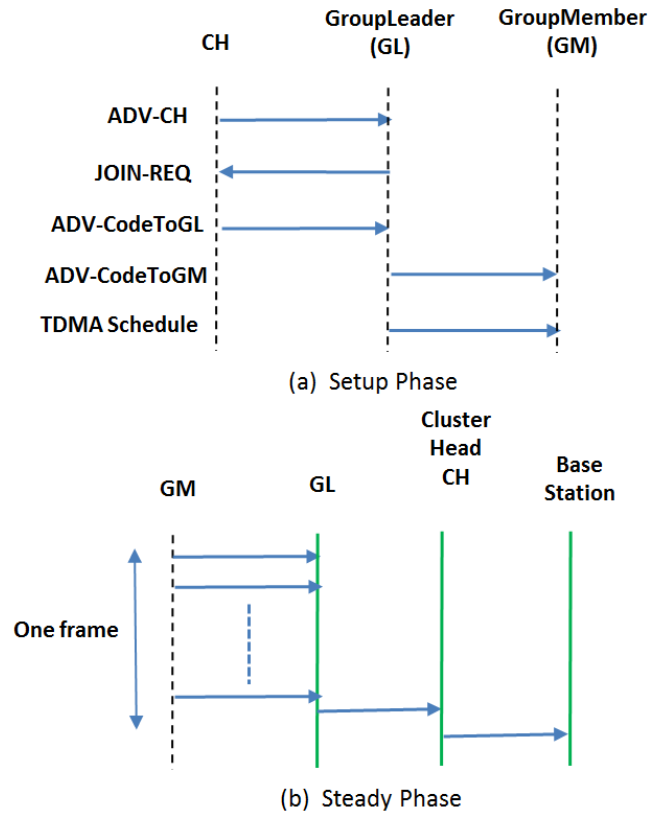 CH
GroupLeader
(GL)
GroupMember
(GM)
ADV-CH
JOIN-REQ
ADV-CodeToGL
ADV-CodeToGM
TDMA Schedule
(a) Setup Phase
GM
GL
Cluster
Head
CH
Base
Station
One frame
(b) Steady Phase